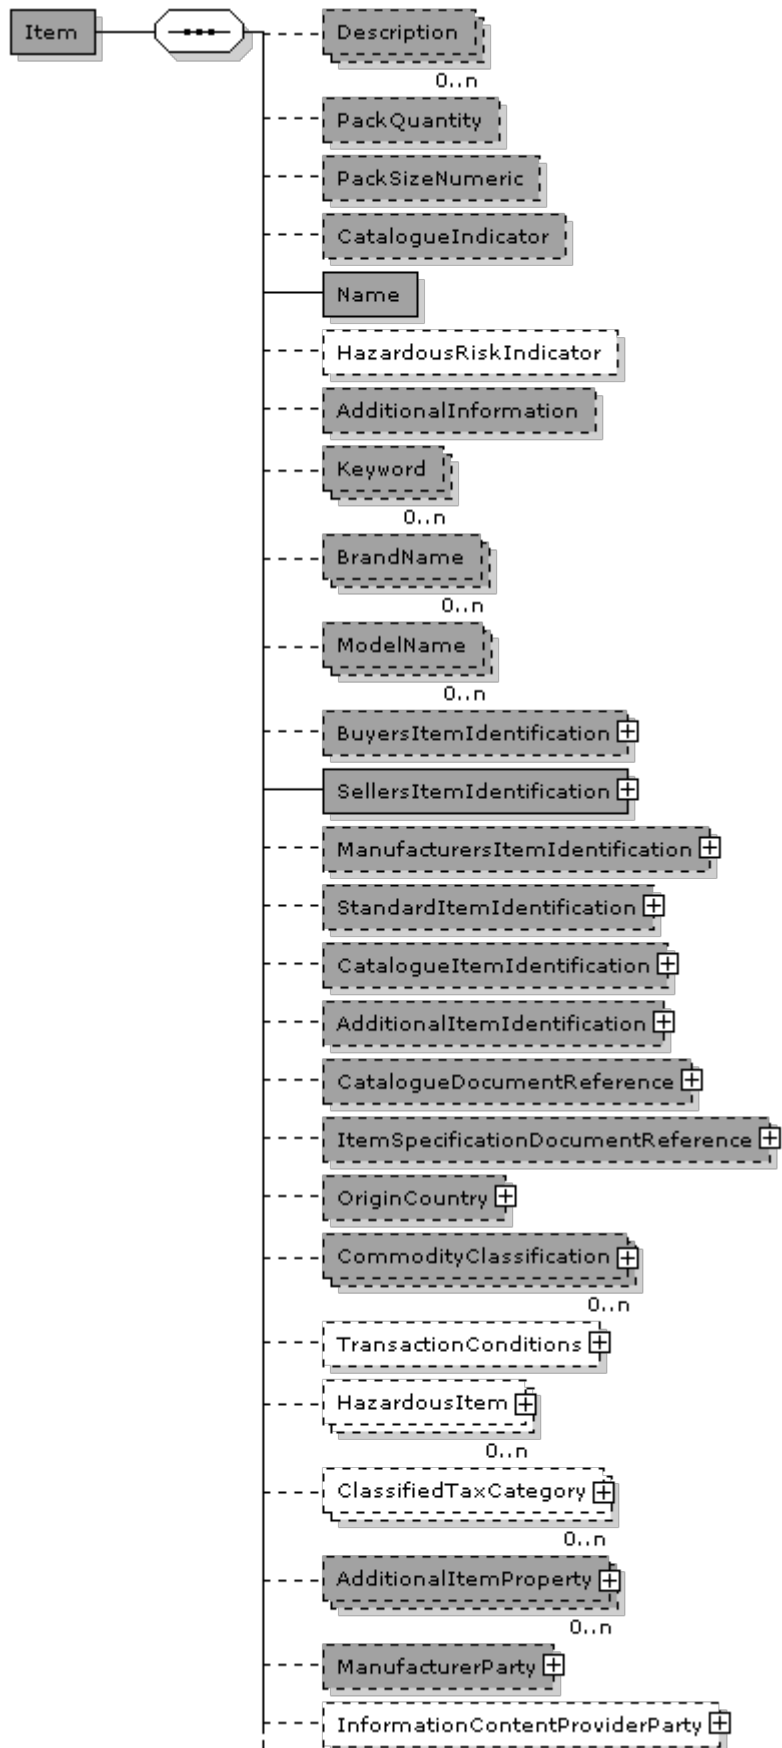 Item
Description
0..n
PackQuantity
PackSizeNumeric
CatalogueIndicator
Name
HazardousRiskIndicator
AdditionalInformation
Keyword
0..n
BrandName
0..n
ModelName
0..n
BuyersItemIdentification
SellersItemIdentification
ManufacturersItemIdentification
StandardItemIdentification
CatalogueItemIdentification
AdditionalItemIdentification
CatalogueDocumentReference
ItemSpecificationDocumentReference
OriginCountry
CommodityClassification
0..n
TransactionConditions
HazardousItem
0..n
ClassifiedTaxCategory
0..n
AdditionalItemProperty
0..n
ManufacturerParty
InformationContentProviderParty